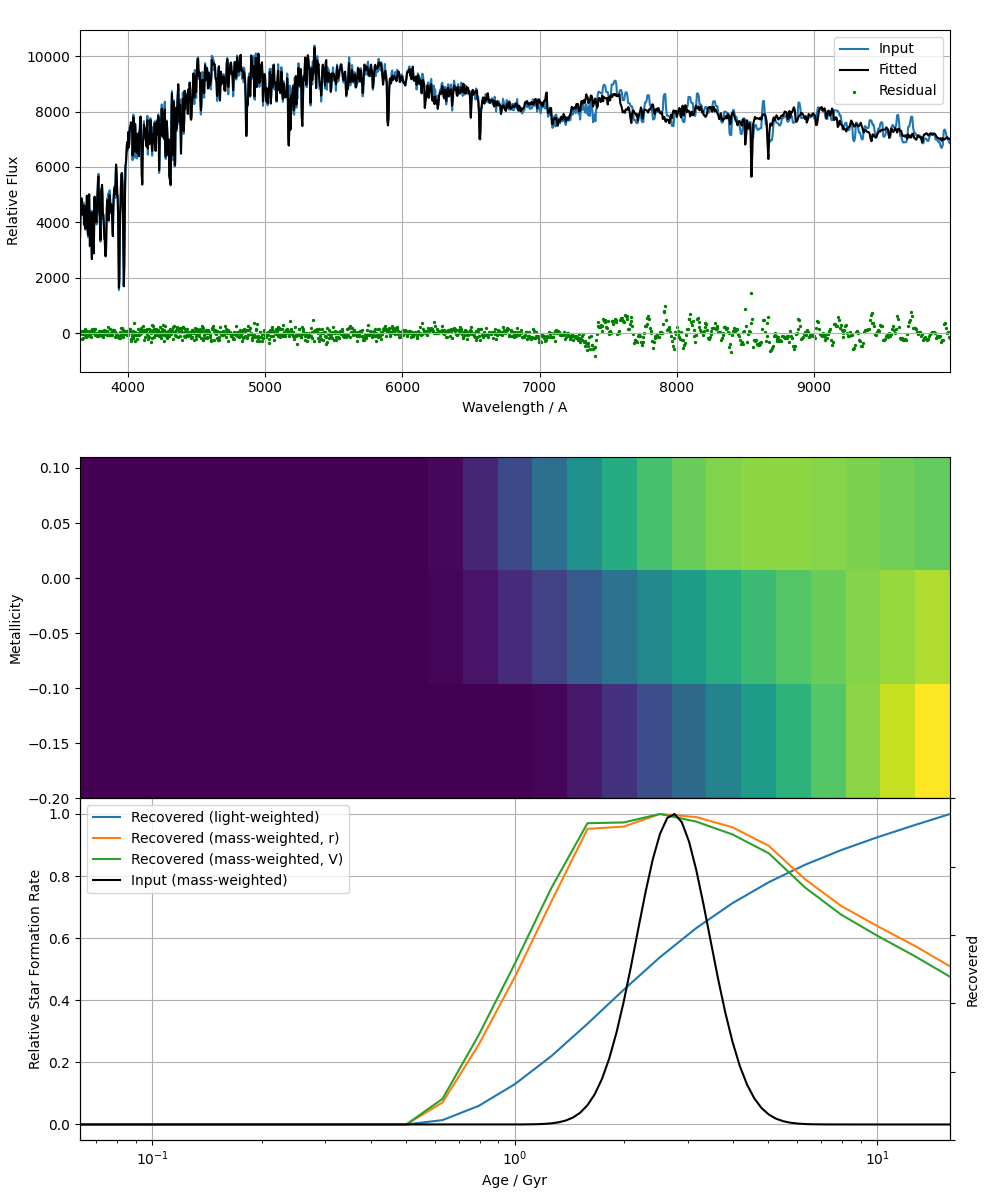 10000
8000
6000
4000
2000
0
Relative Flux
Input
Fitted
Residual
4000
5000
6000
7000
8000
9000
Wavelength / A
0.10
0.05
0.00
−0.05
−0.10
−0.15
−0.20
Metallicity
Recovered (light-weighted)
Recovered (mass-weighted, r)
Recovered (mass-weighted, V)
Input (mass-weighted)
1.0
0.8
0.6
0.4
0.2
0.0
Relative Star Formation Rate
Recovered
10⁻¹
10⁰
10¹
Age / Gyr